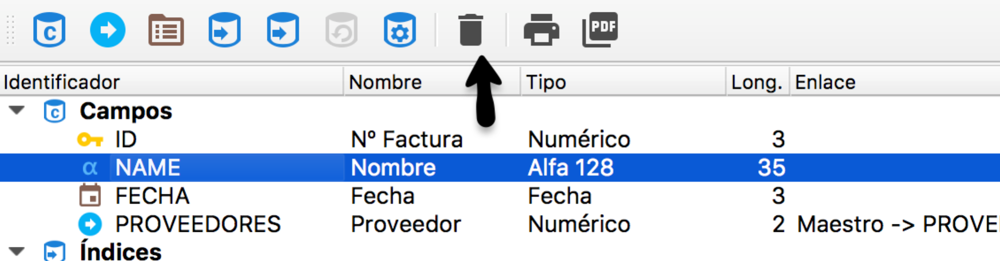 c PDF
Identificador Nombre Tipo Long. Enlace
c Campos
ID Nº Factura Numérico 3
α NAME Nombre Alfa 128 35
FECHA Fecha Fecha 3
PROVEEDORES Proveedor Numérico 2 Maestro -> PROVE
Índices